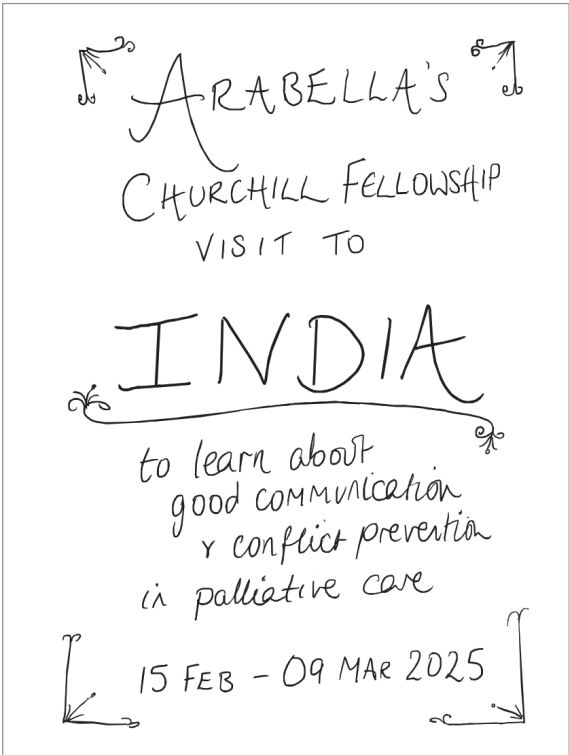 ARABELLA'S
CHURCHILL FELLOWSHIP
VISIT TO
INDIA
to learn about
good communication
& conflict prevention
in palliative care
15 FEB - 09 MAR 2025